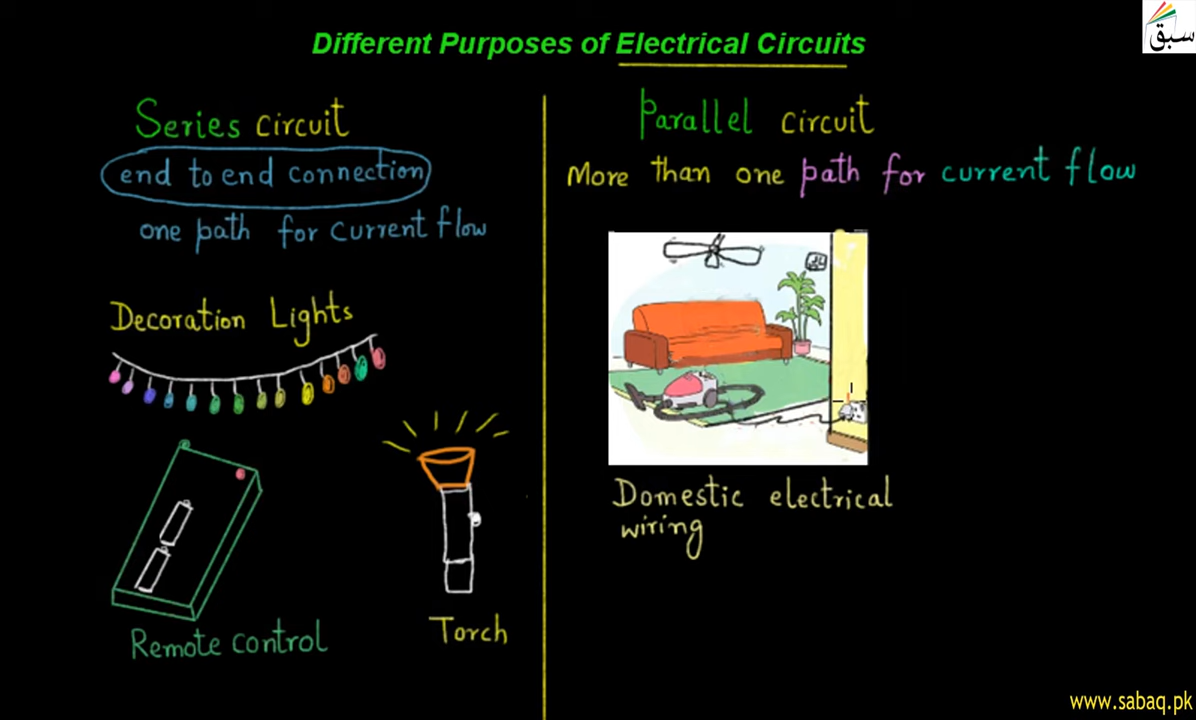 Different Purposes of Electrical Circuits
سبق
Series circuit
end to end connection
one path for current flow
Decoration Lights
Remote control
Torch
Parallel circuit
More than one path for current flow
Domestic electrical
wiring
www.sabaq.pk